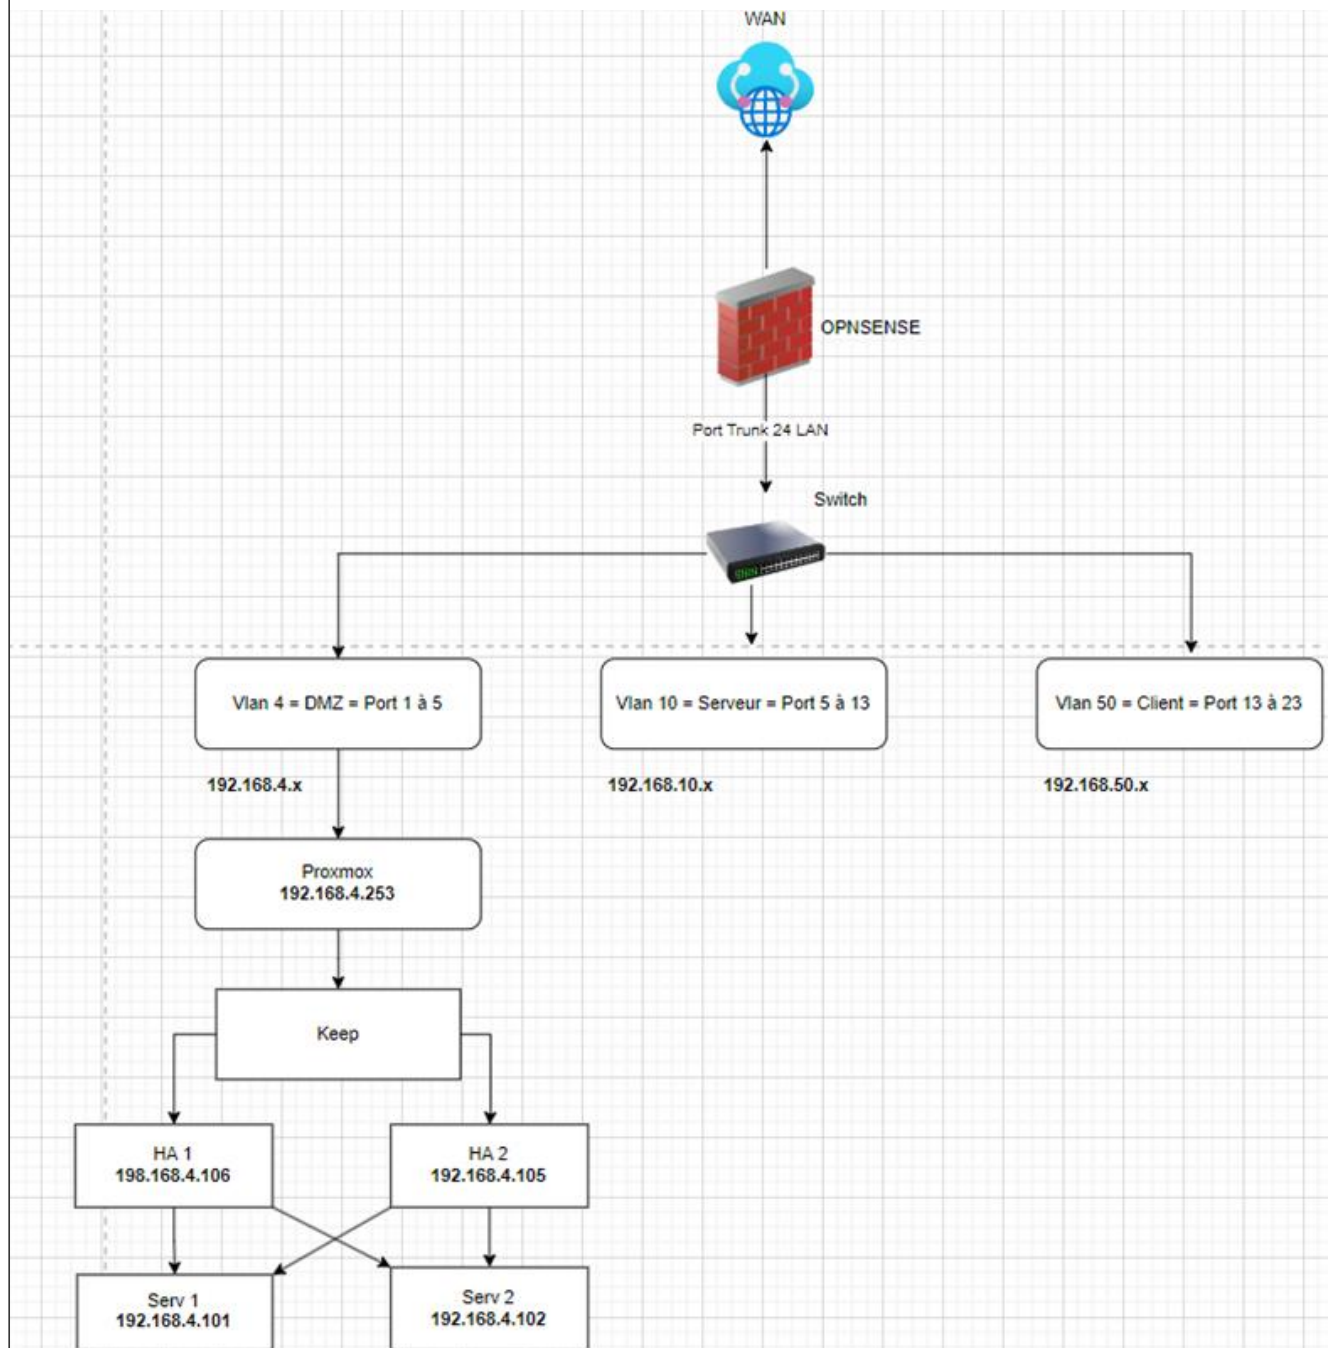 WAN
OPNSENSE
Port Trunk 24 LAN
Switch
Vlan 4 = DMZ = Port 1 à 5
Vlan 10 = Serveur = Port 5 à 13
Vlan 50 = Client = Port 13 à 23
192.168.4.x
192.168.10.x
192.168.50.x
Proxmox
192.168.4.253
Keep
HA 1
198.168.4.106
HA 2
192.168.4.105
Serv 1
192.168.4.101
Serv 2
192.168.4.102